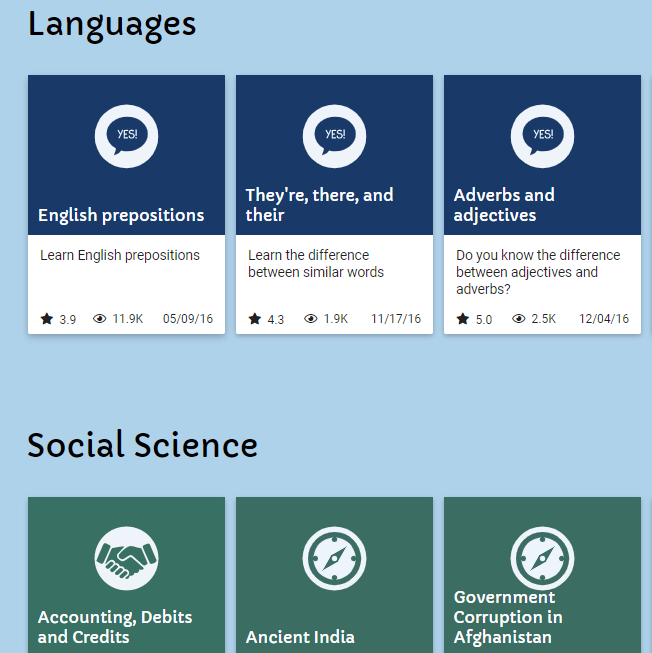 Languages
YES!
English prepositions
Learn English prepositions
3.9 11.9K 05/09/16
YES!
They're, there, and
their
Learn the difference
between similar words
4.3 1.9K 11/17/16
YES!
Adverbs and
adjectives
Do you know the difference
between adjectives and
adverbs?
5.0 2.5K 12/04/16
Social Science
Accounting, Debits
and Credits
Ancient India
Government
Corruption in
Afghanistan